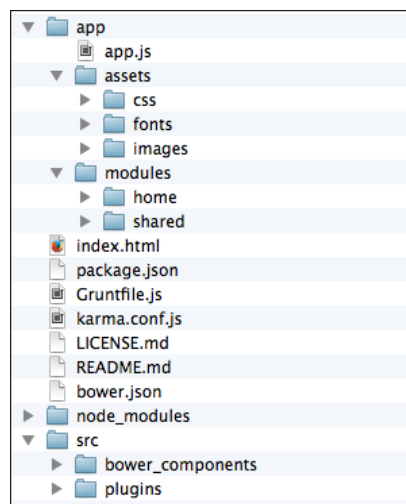 app
app.js
assets
css
fonts
images
modules
home
shared
index.html
package.json
Gruntfile.js
karma.conf.js
LICENSE.md
README.md
bower.json
node_modules
src
bower_components
plugins